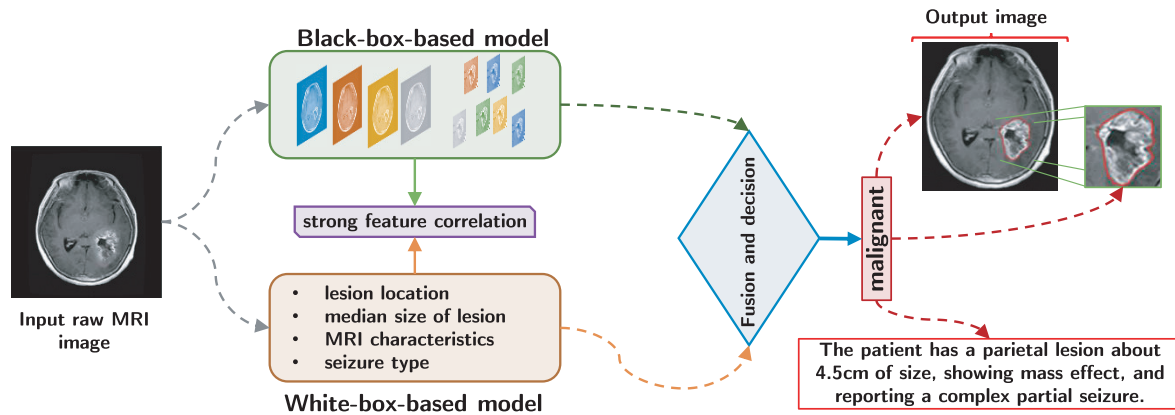 Output image
Black-box-based model
strong feature correlation
Input raw MRI
image
• lesion location
• median size of lesion
• MRI characteristics
• seizure type
White-box-based model
Fusion and decision
malignant
The patient has a parietal lesion about
4.5cm of size, showing mass effect, and
reporting a complex partial seizure.